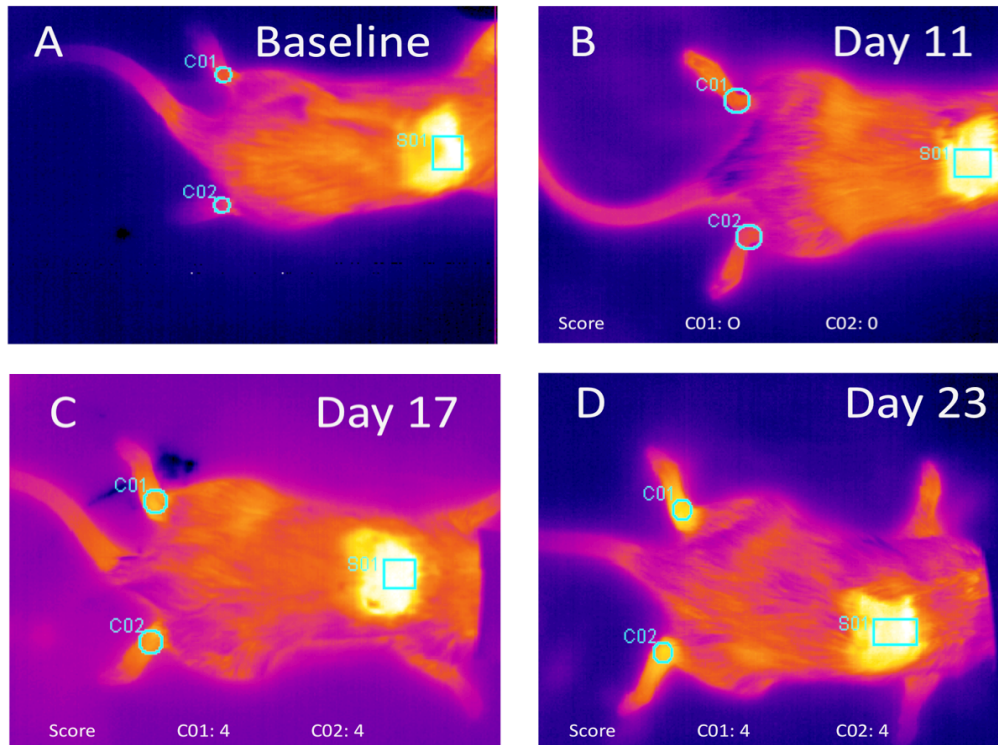 A Baseline
C01
S01
C02
B Day 11
C01
S01
C02
Score C01: O C02: 0
C Day 17
C01
S01
C02
Score C01: 4 C02: 4
D Day 23
C01
S01
C02
Score C01: 4 C02: 4